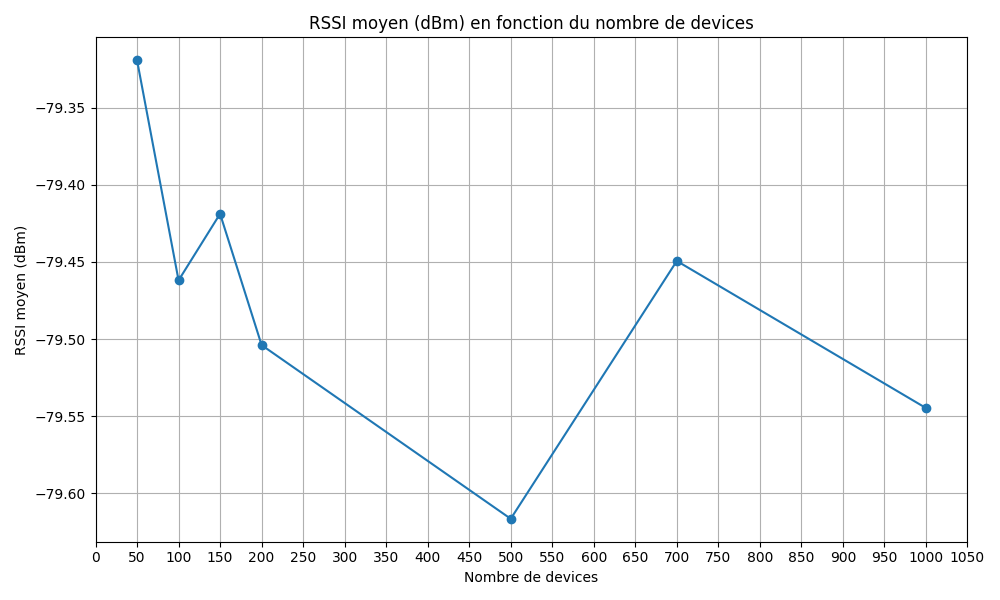 RSSI moyen (dBm) en fonction du nombre de devices
RSSI moyen (dBm)
−79.35
−79.40
−79.45
−79.50
−79.55
−79.60
0 50 100 150 200 250 300 350 400 450 500 550 600 650 700 750 800 850 900 950 1000 1050
Nombre de devices